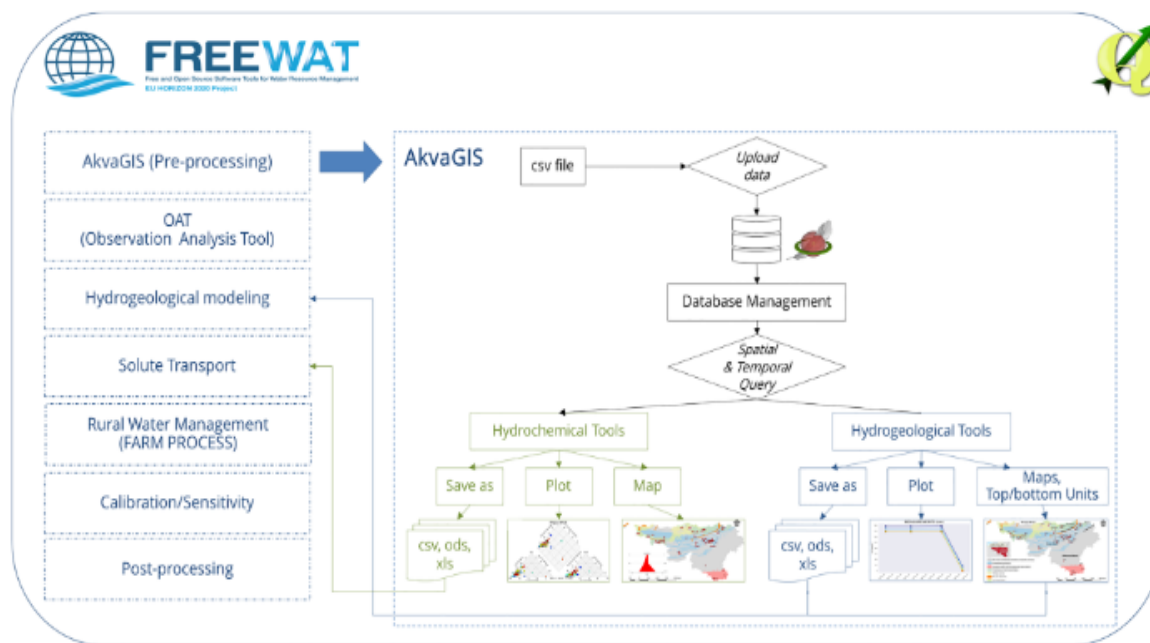 FREEWAT
Free and Open Source Software Tools for Water Resource Management
EU HORIZON 2020 Project
AkvaGIS (Pre-processing)
OAT
(Observation Analysis Tool)
Hydrogeological modeling
Solute Transport
Rural Water Management
(FARM PROCESS)
Calibration/Sensitivity
Post-processing
AkvaGIS
csv file
Upload
data
Database Management
Spatial
& Temporal
Query
Hydrochemical Tools
Save as
Plot
Map
csv, ods,
xls
Hydrogeological Tools
Save as
Plot
Maps,
Top/bottom Units
csv, ods,
xls